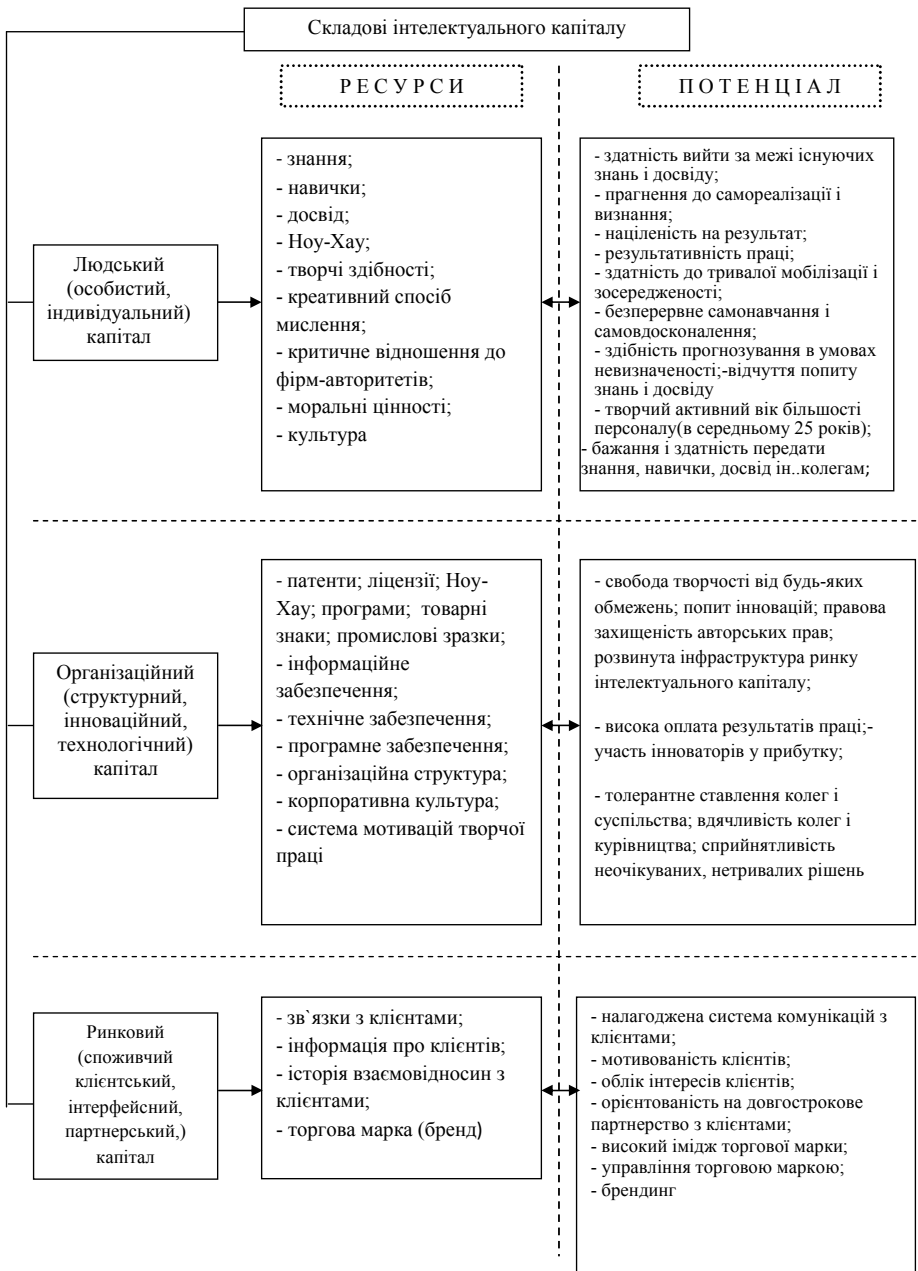 Складові інтелектуального капіталу
Р Е С У Р С И
П О Т Е Н Ц І А Л
Людський
(особистий,
індивідуальний)
капітал
- знання;
- навички;
- досвід;
- Ноу-Хау;
- творчі здібності;
- креативний спосіб
мислення;
- критичне відношення до
фірм-авторитетів;
- моральні цінності;
- культура
- здатність вийти за межі існуючих
знань і досвіду;
- прагнення до самореалізації і
визнання;
- націленість на результат;
- результативність праці;
- здатність до тривалої мобілізації і
зосередженості;
- безперервне самонавчання і
самовдосконалення;
- здібність прогнозування в умовах
невизначеності;-відчуття попиту
знань і досвіду
- творчий активний вік більшості
персоналу(в середньому 25 років);
- бажання і здатність передати
знання, навички, досвід ін..колегам;
Організаційний
(структурний,
інноваційний,
технологічний)
капітал
- патенти; ліцензії; Ноу-
Хау; програми; товарні
знаки; промислові зразки;
- інформаційне
забезпечення;
- технічне забезпечення;
- програмне забезпечення;
- організаційна структура;
- корпоративна культура;
- система мотивацій творчої
праці
- свобода творчості від будь-яких
обмежень; попит інновацій; правова
захищеність авторських прав;
розвинута інфраструктура ринку
інтелектуального капіталу;
- висока оплата результатів праці;-
участь інноваторів у прибутку;
- толерантне ставлення колег і
суспільства; вдячливість колег і
курівництва; сприйнятливість
неочікуваних, нетривалих рішень
Ринковий
(споживчий
клієнтський,
інтерфейсний,
партнерський,)
капітал
- зв`язки з клієнтами;
- інформація про клієнтів;
- історія взаємовідносин з
клієнтами;
- торгова марка (бренд)
- налагоджена система комунікацій з
клієнтами;
- мотивованість клієнтів;
- облік інтересів клієнтів;
- орієнтованість на довгострокове
партнерство з клієнтами;
- високий імідж торгової марки;
- управління торговою маркою;
- брендинг